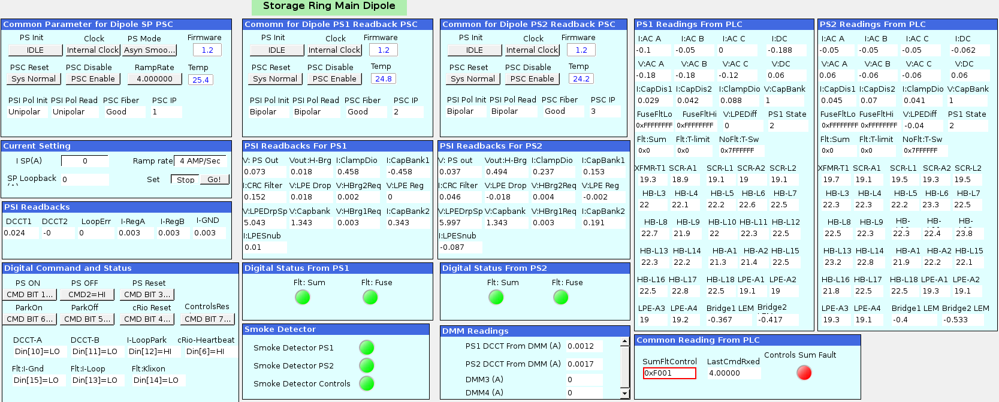 Storage Ring Main Dipole
Common Parameter for Dipole SP PSC
PS Init Clock PS Mode Firmware
IDLE Internal Clock Asyn Smoo... 1.2
PSC Reset PSC Disable RampRate Temp
Sys Normal PSC Enable 4.000000 25.4
PSI Pol Init PSI Pol Read PSC Fiber PSC IP
Unipolar Unipolar Good 1
Comomn for Dipole PS1 Readback PSC
PS Init Clock Firmware
IDLE Internal Clock 1.2
PSC Reset PSC Disable Temp
Sys Normal PSC Enable 24.8
PSI Pol Init PSI Pol Read PSC Fiber PSC IP
Bipolar Bipolar Good 2
Common for Dipole PS2 Readback PSC
PS Init Clock Firmware
IDLE Internal Clock 1.2
PSC Reset PSC Disable Temp
Sys Normal PSC Enable 24.2
PSI Pol Init PSI Pol Read PSC Fiber PSC IP
Bipolar Bipolar Good 3
PS1 Readings From PLC
I:AC A I:AC B I:AC C I:DC
-0.1 -0.05 0 -0.188
V:AC A V:AC B V:AC C V:DC
-0.18 -0.18 -0.12 0.06
I:CapDis1 I:CapDis2 I:ClampDio V:CapBank
0.029 0.042 0.088 1
FuseFltLo FuseFltHi V:LPEDiff PS1 State
0xFFFFFFFF 0xFFFFFFFF 0 2
Flt:Sum Flt:T-limit NoFlt:T-Sw
0x0 0x0 0x7FFFFFF
XFMR-T1 SCR-A1 SCR-L1 SCR-A2 SCR-L2
19.3 18.9 19.1 19 19.1
HB-L3 HB-L4 HB-L5 HB-L6 HB-L7
22 22.1 22.2 22.6 22.5
HB-L8 HB-L9 HB-L10 HB-L11 HB-L12
22.7 21.9 22 22.3 22.5
HB-L13 HB-L14 HB-A1 HB-A2 HB-L15
22.3 22.2 21.3 21.4 22.5
HB-L16 HB-L17 HB-L18 LPE-A1 LPE-A2
22.5 22.8 22.5 19.1 19
LPE-A3 LPE-A4 Bridge1 LEM Bridge2
19 19.2 -0.367 -0.417
PS2 Readings From PLC
I:AC A I:AC B I:AC C I:DC
-0.05 -0.05 -0.05 -0.062
V:AC A V:AC B V:AC C V:DC
0.06 -0.06 -0.06 0.06
I:CapDis1 I:CapDis2 I:ClampDio V:CapBank
0.045 0.07 0.041 1
FuseFltLo FuseFltHi V:LPEDiff PS1 State
0xFFFFFFFF 0xFFFFFFFF -0.04 2
Flt:Sum Flt:T-limit NoFlt:T-Sw
0x0 0x0 0x7FFFFFF
XFMR-T1 SCR-A1 SCR-L1 SCR-A2 SCR-L2
19.7 19.1 19.5 19.3 19.5
HB-L3 HB-L4 HB-L5 HB-L6 HB-L7
22.3 22.3 22.2 23.3 22.5
HB-L8 HB-L9 HB- HB- HB-
22.5 22.3 22.3 22.4 23.8
HB-L13 HB-L14 HB-A1 HB-A2 HB-L15
23.2 22.8 21.9 22.2 22.1
HB-L16 HB-L17 HB-L18 LPE-A1 LPE-A2
21.8 22.5 22.5 19.3 19.1
LPE-A3 LPE-A4 Bridge1 LEM Bridge2 LEM
19.3 19.1 -0.4 -0.533
Current Setting
I SP(A) 0 Ramp rate 4 AMP/Sec
SP Loopback 0 Set Stop Go!
PSI Readbacks
DCCT1 DCCT2 LoopErr I-RegA I-RegB I-GND
0.024 -0 0 0.003 0.003 0.003
PSI Readbacks For PS1
V: PS Out Vout:H-Brg I:ClampDio I:CapBank1
0.073 0.018 0.458 -0.458
I:CRC Filter V:LPE Drop V:HBrg2Req V:LPE Reg
0.152 0.018 0.002 0
V:LPEDrpSp V:Capbank V:HBrg1Req I:CapBank2
5.043 1.343 0.003 0.343
I:LPESnub
0.01
PSI Readbacks For PS2
V: PS out Vout:H-Brg I:ClampDio I:CapBank1
0.037 0.494 0.237 0.153
I:CRC Filter V:LPE Drop V:HBrg2Req V:LPE Reg
0.046 -0.018 0.004 -0.002
V:LPEDrpSp V:Capbank V:HBrg1Req I:CapBank2
5.997 1.343 0.003 0.191
I:LPESnub
-0.087
Digital Command and Status
PS ON PS OFF PS Reset
CMD BIT 1... CMD2=HI CMD BIT 3...
ParkOn ParkOff cRio Reset ControlsRes
CMD BIT 6... CMD BIT 5... CMD BIT 4... CMD BIT 7...
DCCT-A DCCT-B I-LoopPark cRio-Heartbeat
Din[10]=LO Din[11]=LO Din[12]=HI Din[6]=HI
Flt:I-Gnd Flt:I-Loop Flt:Klixon
Din[15]=LO Din[13]=LO Din[14]=LO
Digital Status From PS1
Flt: Sum Flt: Fuse
Digital Status From PS2
Flt: Sum Flt: Fuse
Smoke Detector
Smoke Detector PS1
Smoke Detector PS2
Smoke Detector Controls
DMM Readings
PS1 DCCT From DMM (A) 0.0012
PS2 DCCT From DMM (A) 0.0017
DMM3 (A) 0
DMM4 (A) 0
Common Reading From PLC
SumFltControl LastCmdRxed Controls Sum Fault
0xF001 4.00000